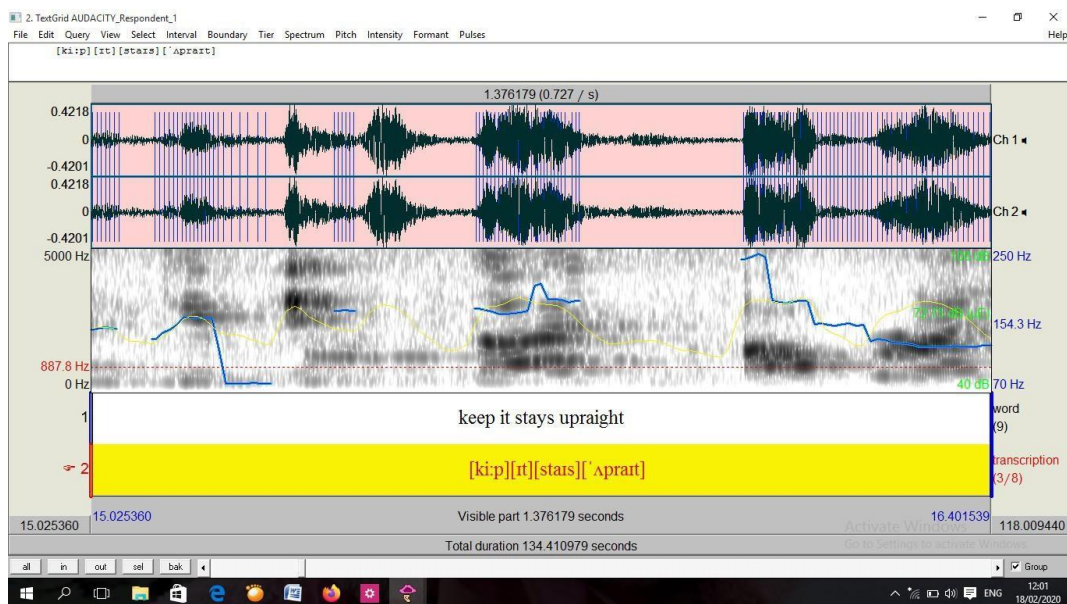 2. TextGrid AUDACITY_Respondent_1
File Edit Query View Select Interval Boundary Tier Spectrum Pitch Intensity Formant Pulses Help
[ki:p][ɪt][staɪs][ˈʌpraɪt]
1.376179 (0.727 / s)
0.4218
0
-0.4201
Ch 1
0.4218
0
-0.4201
Ch 2
5000 Hz
250 Hz
154.3 Hz
887.8 Hz
0 Hz
40 dB
70 Hz
1
keep it stays upraight
word
(9)
2
[ki:p][ɪt][staɪs][ˈʌpraɪt]
transcription
(3/8)
15.025360
15.025360
Visible part 1.376179 seconds
16.401539
118.009440
Total duration 134.410979 seconds
Activate Windows
Go to Settings to activate Windows.
all in out sel bak
Group
ENG
12:01
18/02/2020